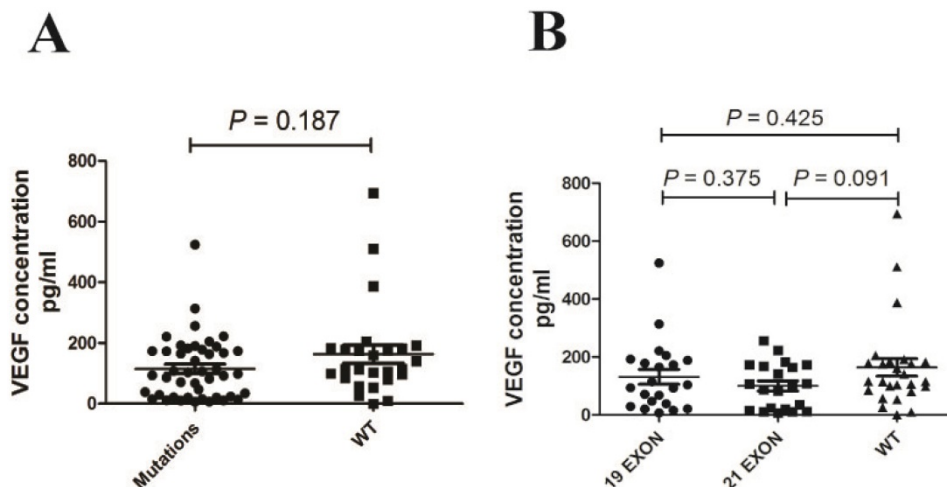 A
P = 0.187
VEGF concentration
pg/ml
800
600
400
200
0
Mutations
WT
B
P = 0.425
P = 0.375
P = 0.091
VEGF concentration
pg/ml
800
600
400
200
0
19 EXON
21 EXON
WT